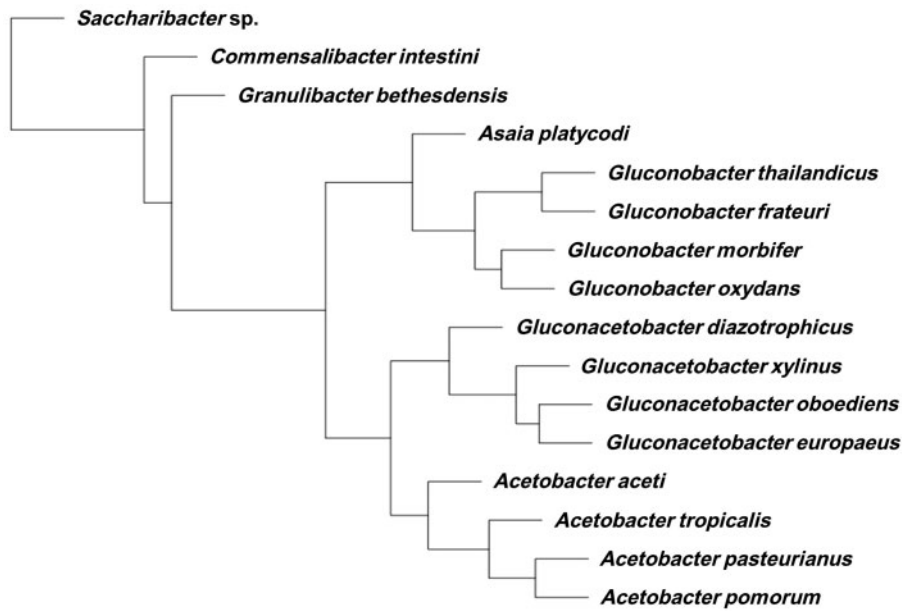 Saccharibacter sp.
Commensalibacter intestini
Granulibacter bethesdensis
Asaia platycodi
Gluconobacter thailandicus
Gluconobacter frateuri
Gluconobacter morbifer
Gluconobacter oxydans
Gluconacetobacter diazotrophicus
Gluconacetobacter xylinus
Gluconacetobacter oboediens
Gluconacetobacter europaeus
Acetobacter aceti
Acetobacter tropicalis
Acetobacter pasteurianus
Acetobacter pomorum